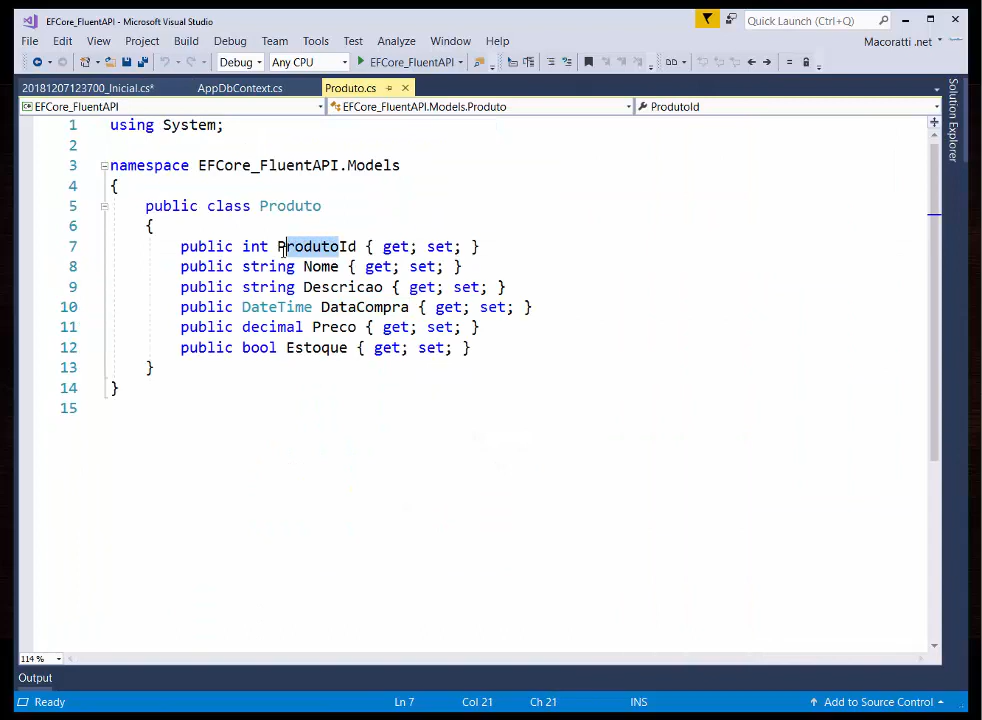 EFCore_FluentAPI - Microsoft Visual Studio
Quick Launch (Ctrl+Q)
File Edit View Project Build Debug Team Tools Test Analyze Window Help
Macoratti .net
Debug Any CPU EFCore_FluentAPI
20181207123700_Inicial.cs* AppDbContext.cs Produto.cs
Solution Explorer
EFCore_FluentAPI EFCore_FluentAPI.Models.Produto ProdutoId
1 using System;
2
3 namespace EFCore_FluentAPI.Models
4 {
5 public class Produto
6 {
7 public int ProdutoId { get; set; }
8 public string Nome { get; set; }
9 public string Descricao { get; set; }
10 public DateTime DataCompra { get; set; }
11 public decimal Preco { get; set; }
12 public bool Estoque { get; set; }
13 }
14 }
15
114 %
Output
Ready Ln 7 Col 21 Ch 21 INS Add to Source Control